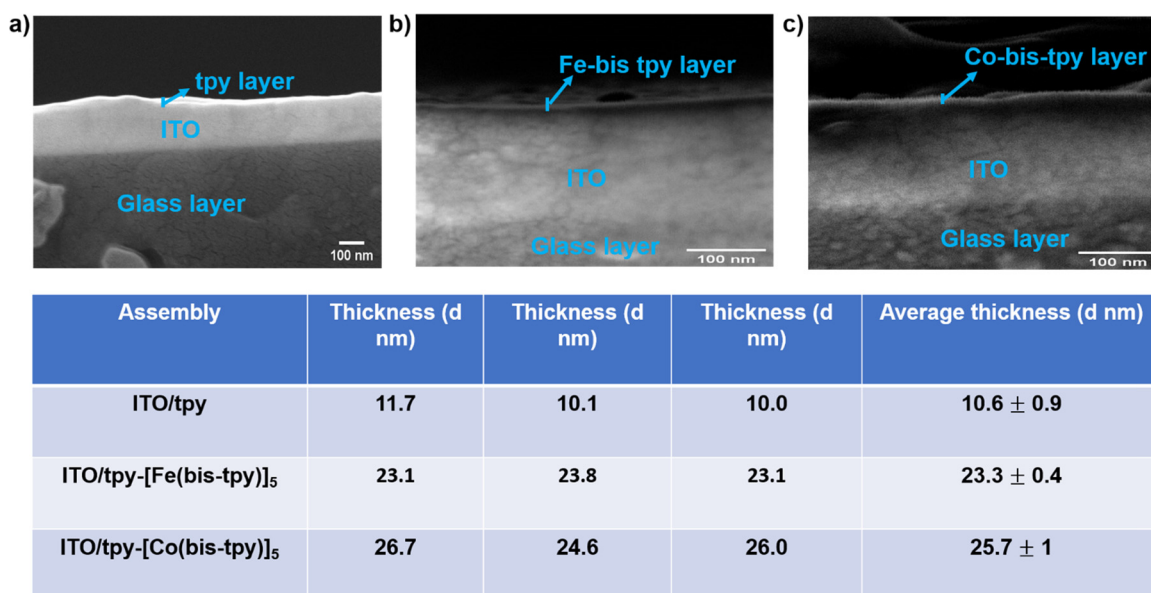 a)
tpy layer
ITO
Glass layer
100 nm
b)
Fe-bis tpy layer
ITO
Glass layer
100 nm
c)
Co-bis-tpy layer
ITO
Glass layer
100 nm
Assembly Thickness (d nm) Thickness (d nm) Thickness (d nm) Average thickness (d nm)
ITO/tpy 11.7 10.1 10.0 10.6 ± 0.9
ITO/tpy-[Fe(bis-tpy)]₅ 23.1 23.8 23.1 23.3 ± 0.4
ITO/tpy-[Co(bis-tpy)]₅ 26.7 24.6 26.0 25.7 ± 1